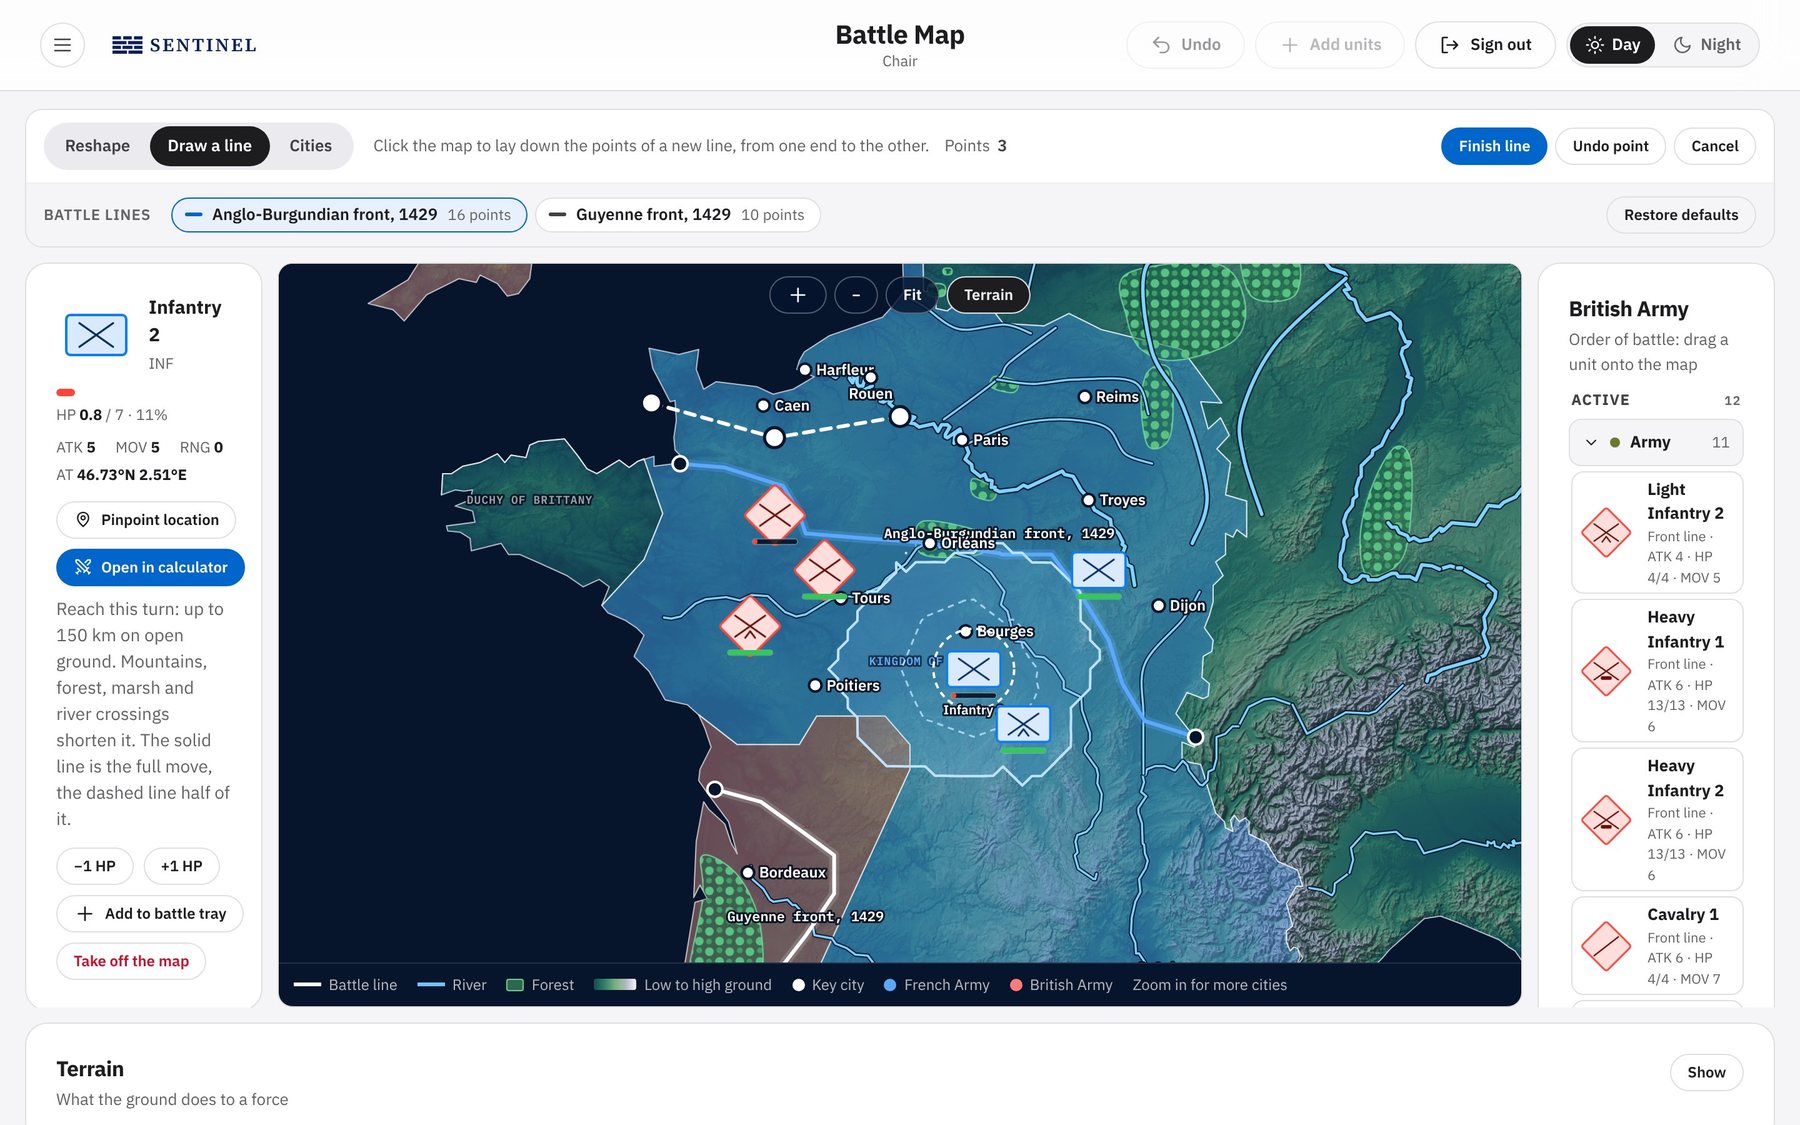 SENTINEL
Battle Map
Chair
Undo
Add units
Sign out
Day
Night
Reshape
Draw a line
Cities
Click the map to lay down the points of a new line, from one end to the other.
Points 3
Finish line
Undo point
Cancel
BATTLE LINES
Anglo-Burgundian front, 1429 16 points
Guyenne front, 1429 10 points
Restore defaults
Infantry
2
INF
HP 0.8 / 7 · 11%
ATK 5 MOV 5 RNG 0
AT 46.73°N 2.51°E
Pinpoint location
Open in calculator
Reach this turn: up to
150 km on open
ground. Mountains,
forest, marsh and
river crossings
shorten it. The solid
line is the full move,
the dashed line half of
it.
−1 HP
+1 HP
Add to battle tray
Take off the map
+
-
Fit
Terrain
Harfleur
Rouen
Caen
Reims
Paris
DUCHY OF BRITTANY
Troyes
Anglo-Burgundian front, 1429
Orléans
Tours
Dijon
Bourges
KINGDOM OF
Poitiers
Infantry
Bordeaux
Guyenne front, 1429
Battle line
River
Forest
Low to high ground
Key city
French Army
British Army
Zoom in for more cities
British Army
Order of battle: drag a
unit onto the map
ACTIVE 12
Army 11
Light
Infantry 2
Front line ·
ATK 4 · HP
4/4 · MOV 5
Heavy
Infantry 1
Front line ·
ATK 6 · HP
13/13 · MOV
6
Heavy
Infantry 2
Front line ·
ATK 6 · HP
13/13 · MOV
6
Cavalry 1
Front line ·
ATK 6 · HP
4/4 · MOV 7
Terrain
What the ground does to a force
Show